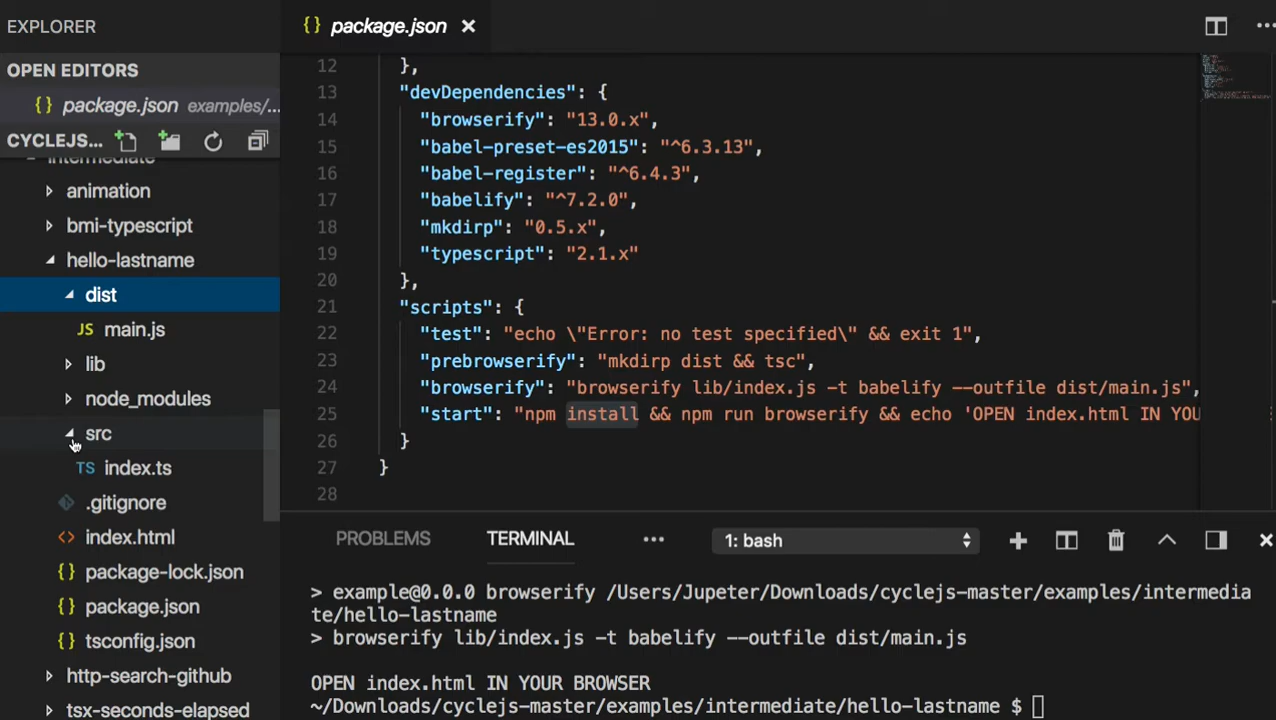 EXPLORER
OPEN EDITORS
{} package.json examples/...
CYCLEJS...
intermediate
animation
bmi-typescript
hello-lastname
dist
JS main.js
lib
node_modules
src
TS index.ts
.gitignore
<> index.html
{} package-lock.json
{} package.json
{} tsconfig.json
http-search-github
tsx-seconds-elapsed
{} package.json ×
12 },
13 "devDependencies": {
14 "browserify": "13.0.x",
15 "babel-preset-es2015": "^6.3.13",
16 "babel-register": "^6.4.3",
17 "babelify": "^7.2.0",
18 "mkdirp": "0.5.x",
19 "typescript": "2.1.x"
20 },
21 "scripts": {
22 "test": "echo \"Error: no test specified\" && exit 1",
23 "prebrowserify": "mkdirp dist && tsc",
24 "browserify": "browserify lib/index.js -t babelify --outfile dist/main.js",
25 "start": "npm install && npm run browserify && echo 'OPEN index.html IN YOU
26 }
27 }
28
PROBLEMS TERMINAL ... 1: bash
> example@0.0.0 browserify /Users/Jupeter/Downloads/cyclejs-master/examples/intermedia
te/hello-lastname
> browserify lib/index.js -t babelify --outfile dist/main.js
OPEN index.html IN YOUR BROWSER
~/Downloads/cyclejs-master/examples/intermediate/hello-lastname $